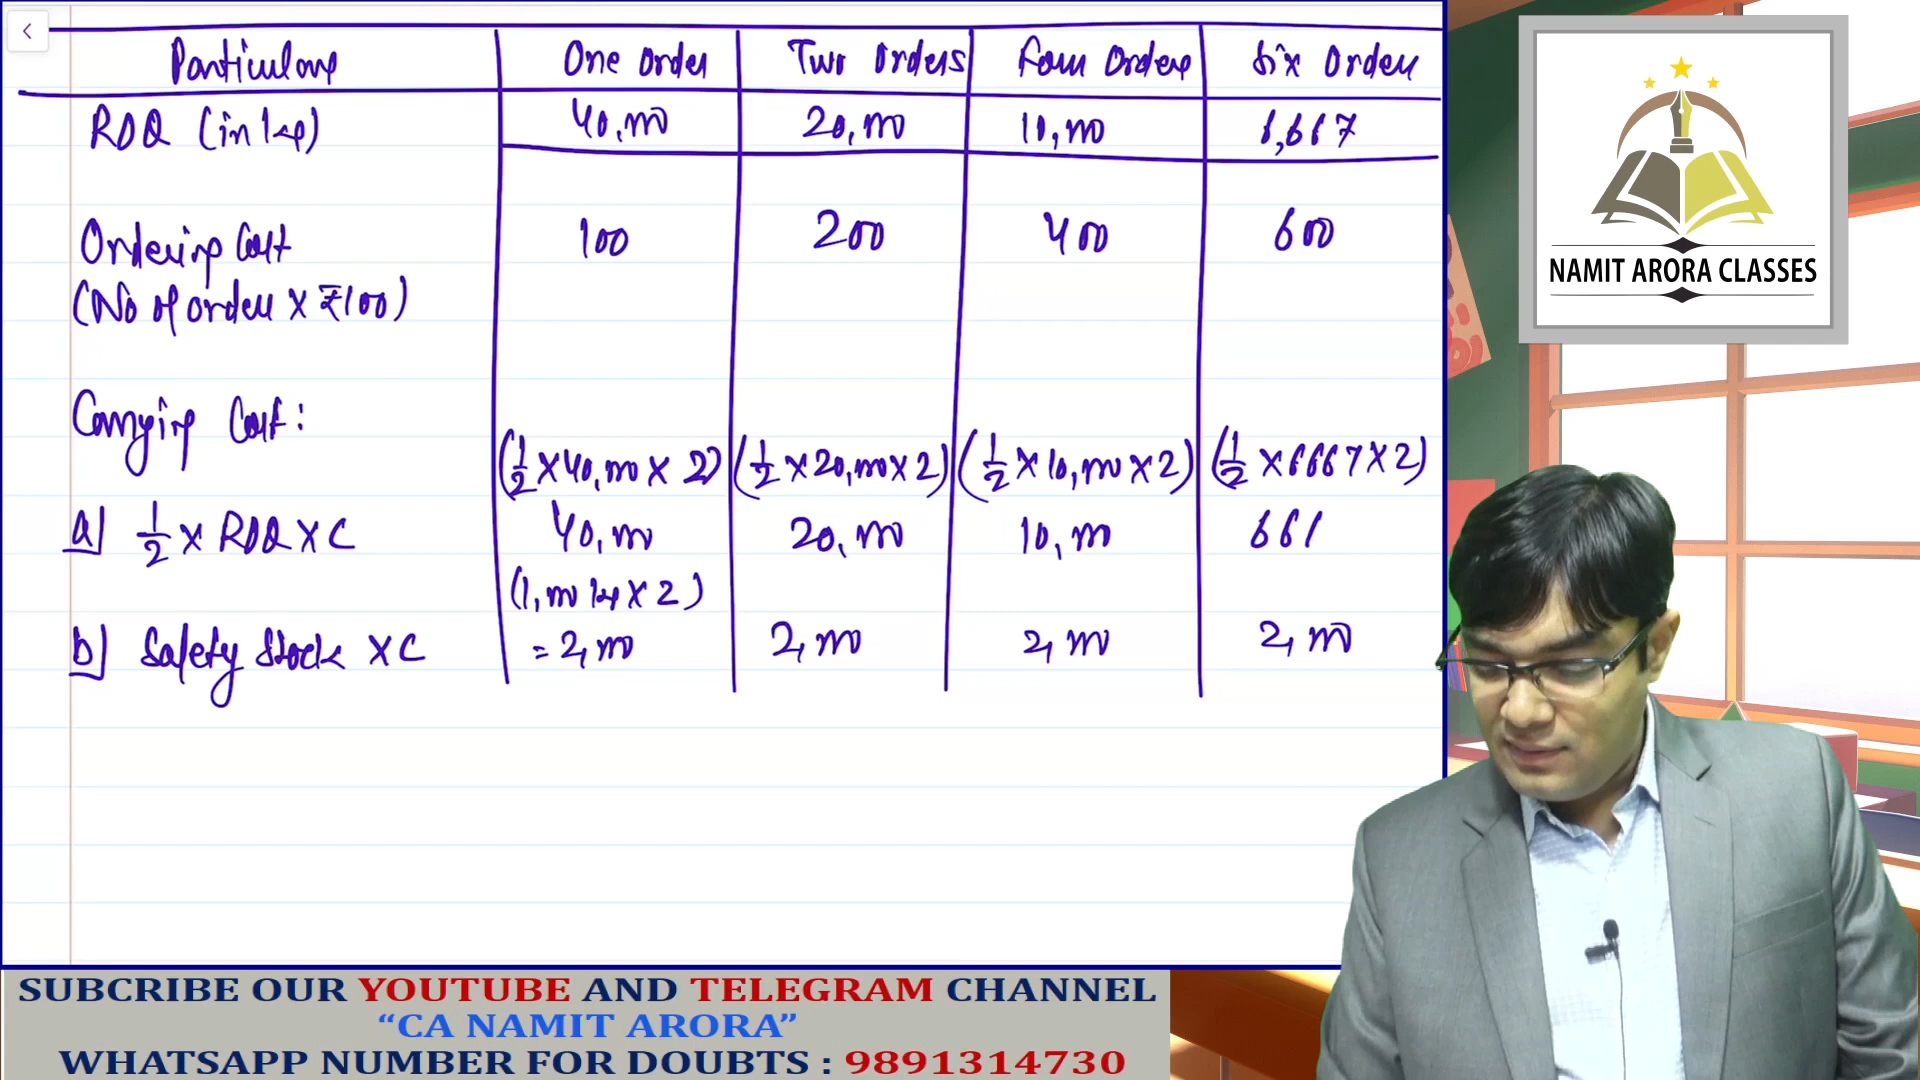 Particulars One Order Two Orders Four Orders Six Orders
ROQ (in kg) 40,000 20,000 10,000 6,667
Ordering Cost 100 200 400 600
(No of orders × ₹100)
Carrying Cost:
(1/2 × 40,000 × 2) (1/2 × 20,000 × 2) (1/2 × 10,000 × 2) (1/2 × 6667 × 2)
a] 1/2 × ROQ × C 40,000 20,000 10,000 666
(1,000 kg × 2)
b] Safety Stock × C = 2,000 2,000 2,000 2,000
NAMIT ARORA CLASSES
SUBCRIBE OUR YOUTUBE AND TELEGRAM CHANNEL
“CA NAMIT ARORA”
WHATSAPP NUMBER FOR DOUBTS : 9891314730